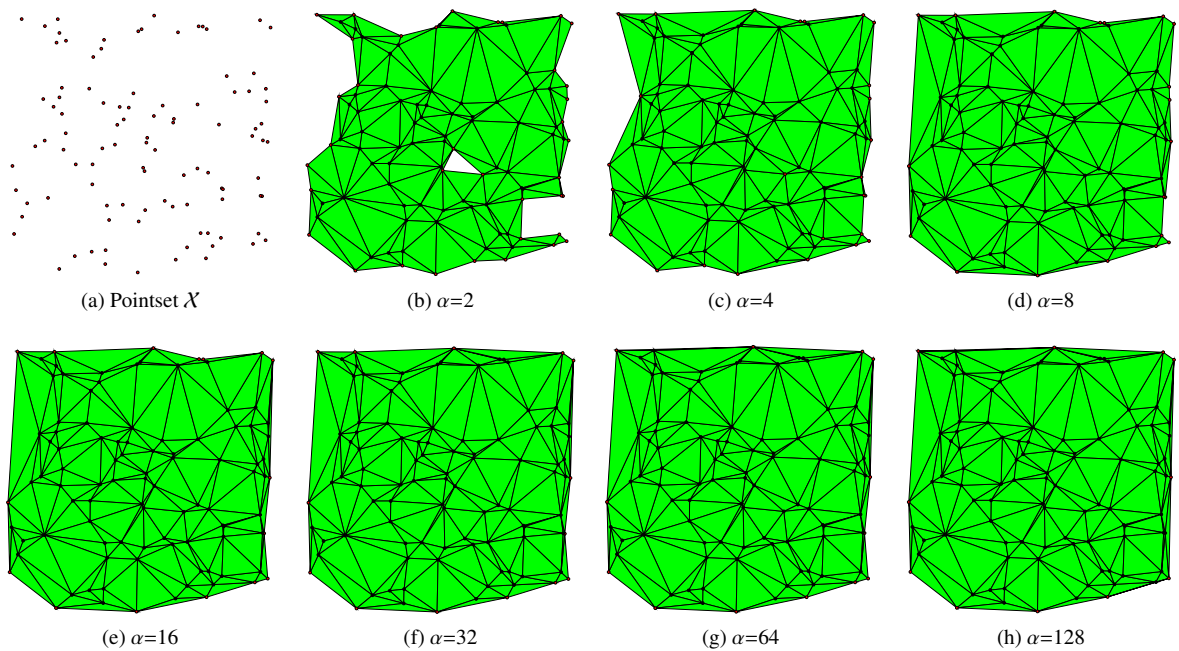 (a) Pointset 𝒳
(b) α=2
(c) α=4
(d) α=8
(e) α=16
(f) α=32
(g) α=64
(h) α=128